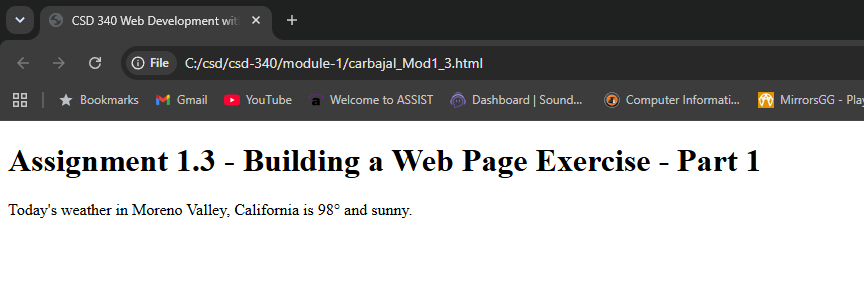 CSD 340 Web Development wit
File
C:/csd/csd-340/module-1/carbajal_Mod1_3.html
Bookmarks Gmail YouTube Welcome to ASSIST Dashboard | Sound... Computer Informati... MirrorsGG - Play
Assignment 1.3 - Building a Web Page Exercise - Part 1
Today's weather in Moreno Valley, California is 98° and sunny.